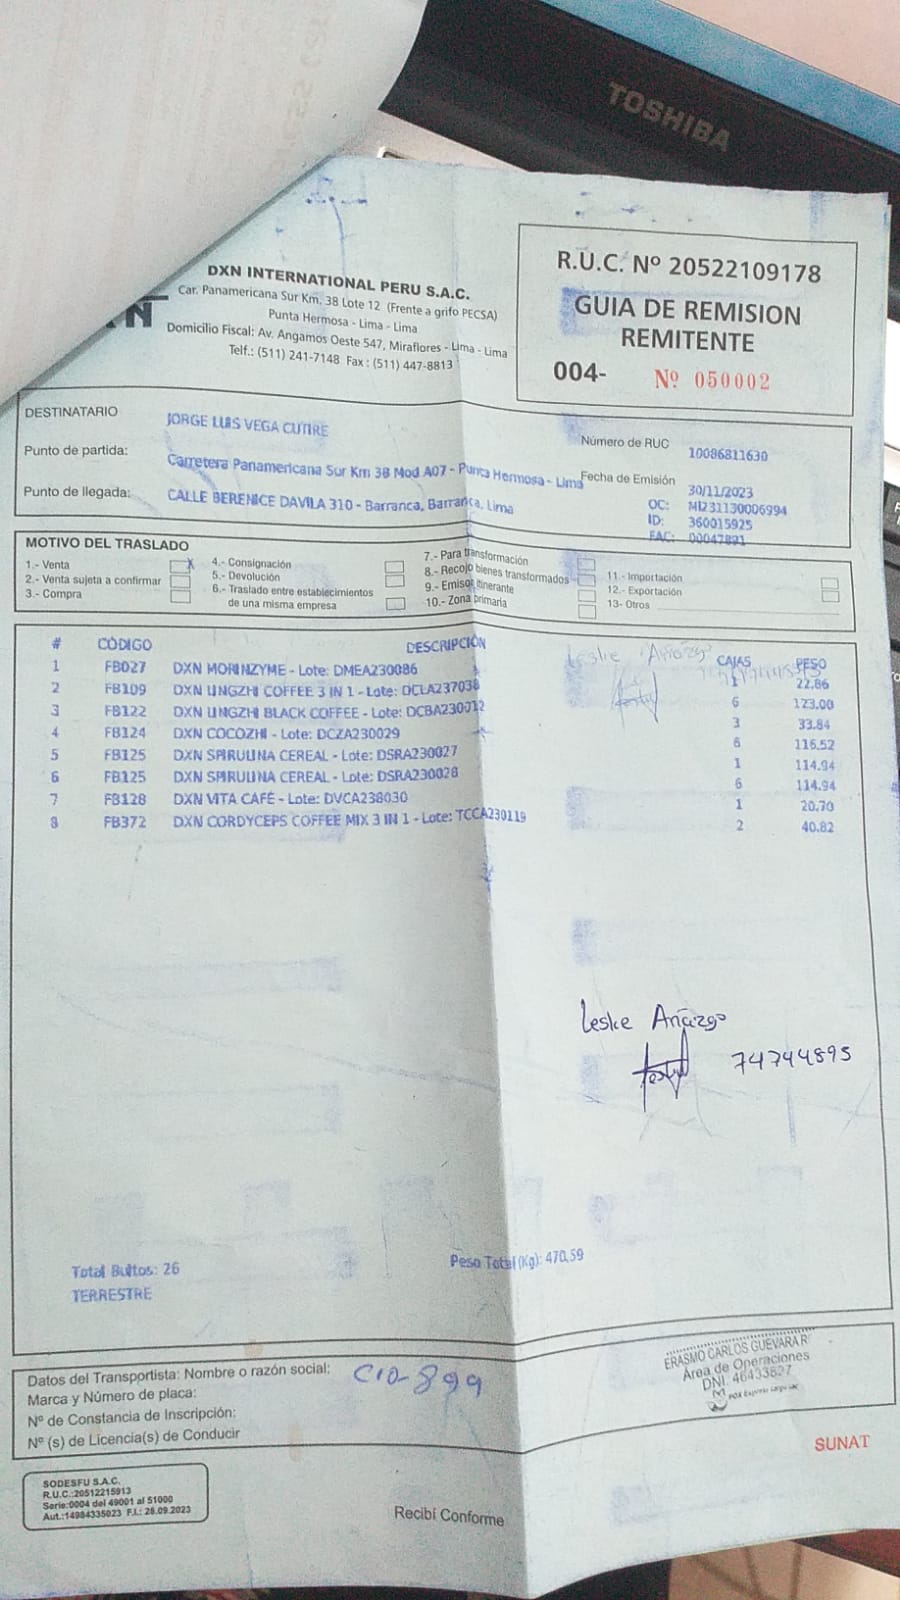 TOSHIBA
DXN INTERNATIONAL PERU S.A.C.
Car. Panamericana Sur Km. 38 Lote 12 (Frente a grifo PECSA)
Punta Hermosa - Lima - Lima
Domicilio Fiscal: Av. Angamos Oeste 547, Miraflores - Lima - Lima
Telf.: (511) 241-7148 Fax : (511) 447-8813
R.U.C. Nº 20522109178
GUIA DE REMISION
REMITENTE
004- Nº 050002
DESTINATARIO JORGE LUIS VEGA CUTIRE
Número de RUC 10086811630
Punto de partida: Carretera Panamericana Sur Km 38 Mod A07 - Punta Hermosa - Lima
Fecha de Emisión 30/11/2023
Punto de llegada: CALLE BERENICE DAVILA 310 - Barranca, Barranca, Lima
OC: MI231130006994
ID: 360015925
FAC: 00047891
MOTIVO DEL TRASLADO
1.- Venta X
2.- Venta sujeta a confirmar
3.- Compra
4.- Consignación
5.- Devolución
6.- Traslado entre establecimientos
de una misma empresa
7.- Para transformación
8.- Recojo bienes transformados
9.- Emisor itinerante
10.- Zona primaria
11.- Importación
12.- Exportación
13- Otros
# CÓDIGO DESCRIPCIÓN CAJAS PESO
1 FB027 DXN MORINZYME - Lote: DMEA230086 1 22.86
2 FB109 DXN LINGZHI COFFEE 3 IN 1 - Lote: DCLA237038 6 123.00
3 FB122 DXN LINGZHI BLACK COFFEE - Lote: DCBA230012 3 33.84
4 FB124 DXN COCOZHI - Lote: DCZA230029 6 116.52
5 FB125 DXN SPIRULINA CEREAL - Lote: DSRA230027 1 114.94
6 FB125 DXN SPIRULINA CEREAL - Lote: DSRA230028 6 114.94
7 FB128 DXN VITA CAFÉ - Lote: DVCA238030 1 20.70
8 FB372 DXN CORDYCEPS COFFEE MIX 3 IN 1 - Lote: TCCA230119 2 40.82
Leslie Añazgo
Leslie Añazgo
74744895
Total Bultos: 26
Peso Total (Kg): 470,59
TERRESTRE
Datos del Transportista: Nombre o razón social: C10-899
Marca y Número de placa:
Nº de Constancia de Inscripción:
Nº (s) de Licencia(s) de Conducir
ERASMO CARLOS GUEVARA R
Área de Operaciones
DNI. 46433827
SUNAT
SODESFU S.A.C.
R.U.C.:20512215913
Serie:0004 del 49001 al 51000
Aut.:14984335023 F.I.: 28.09.2023
Recibí Conforme